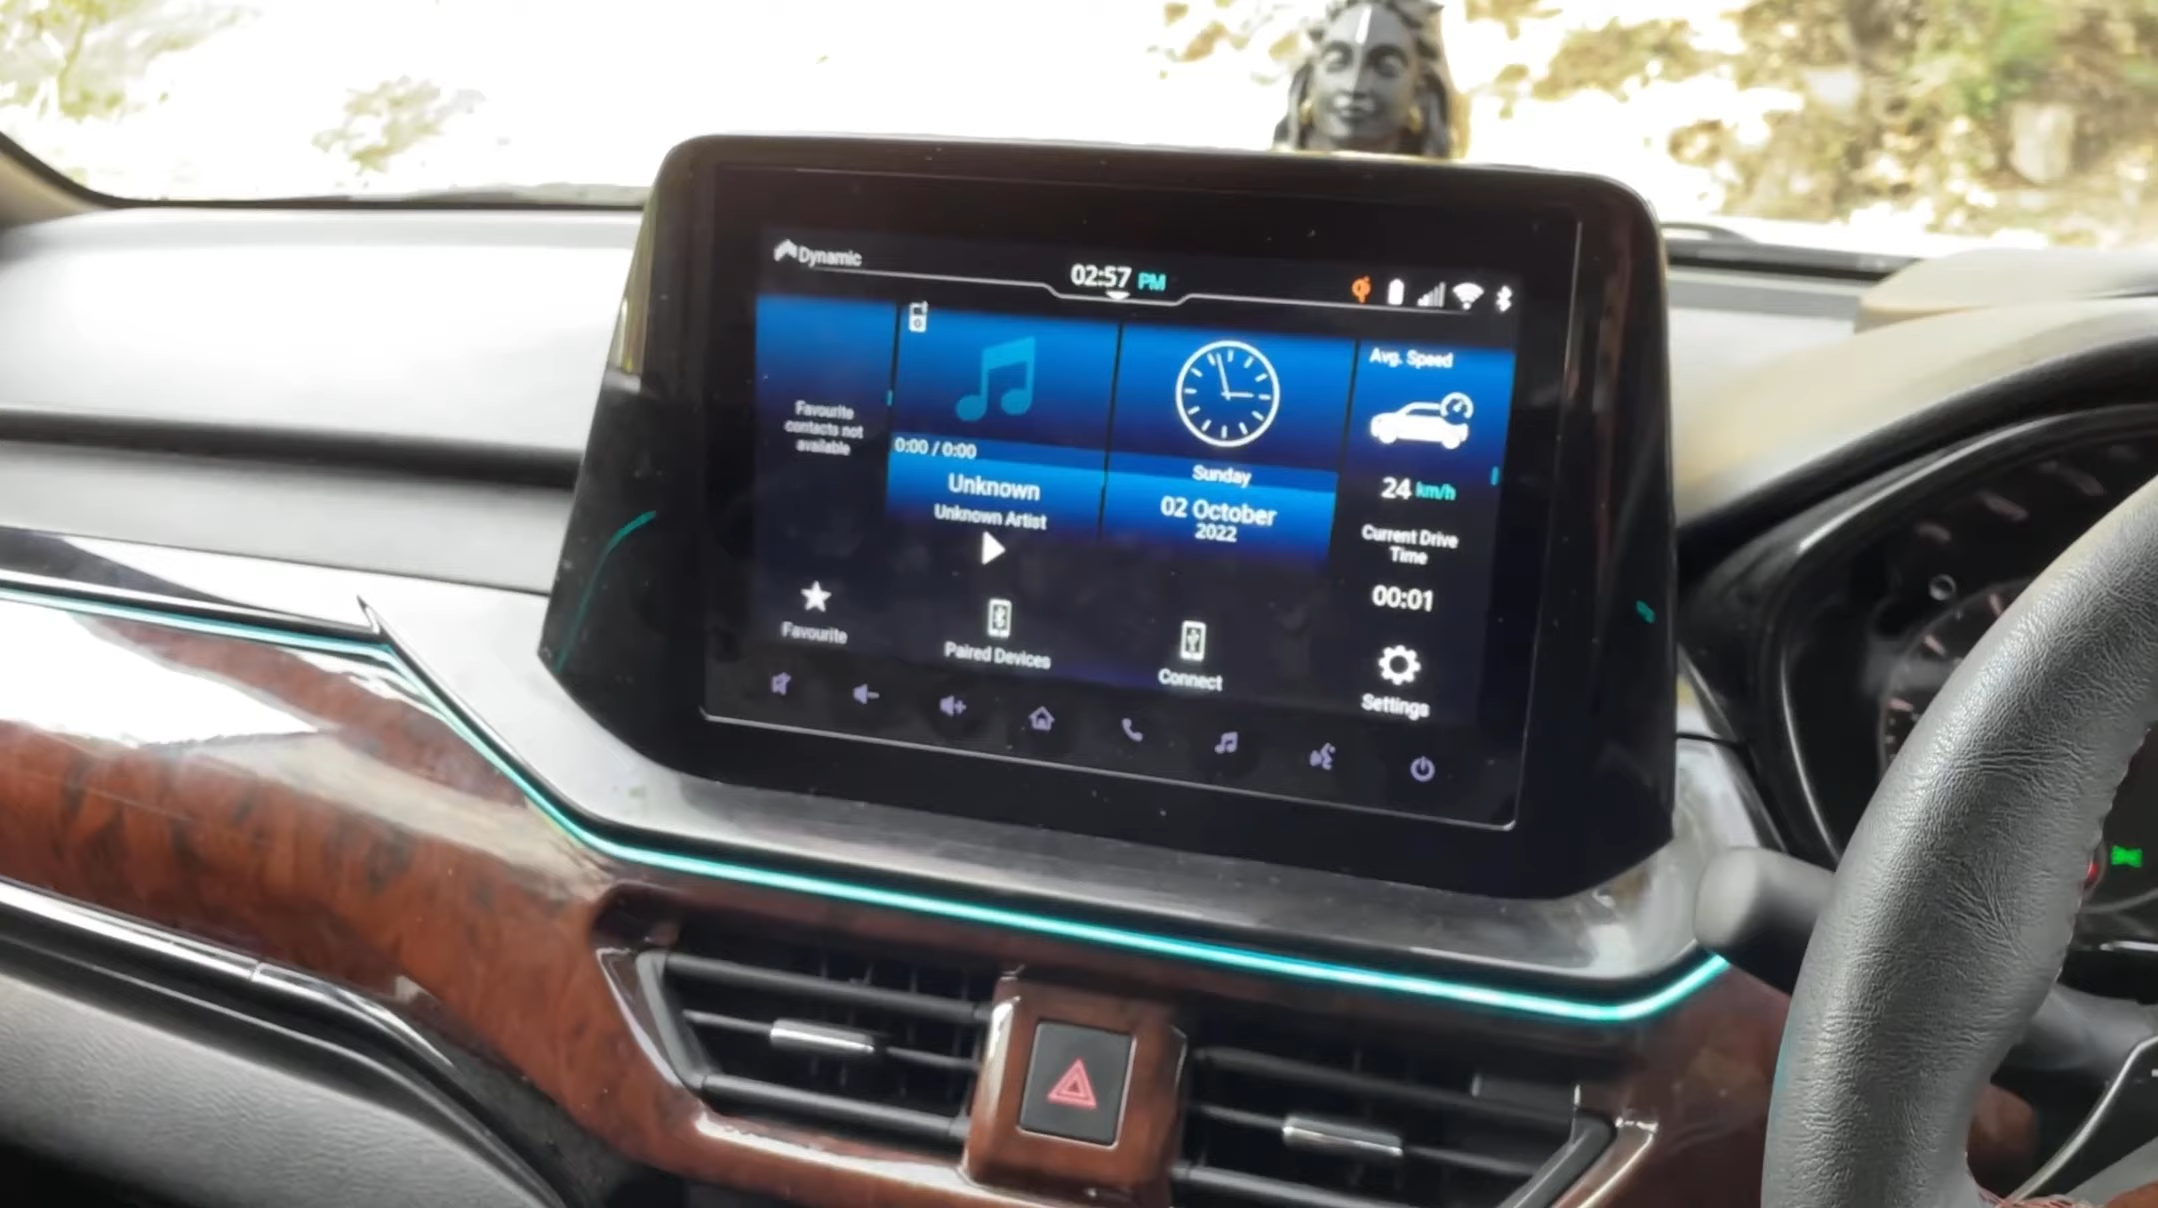 Dynamic
02:57 PM
Favourite
contacts not
available
0:00 / 0:00
Unknown
Unknown Artist
Sunday
02 October
2022
Avg. Speed
24 km/h
Current Drive
Time
00:01
Favourite
Paired Devices
Connect
Settings